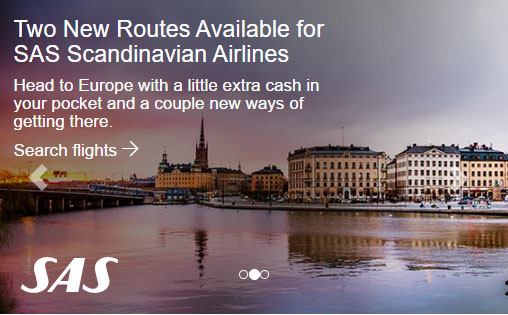 Two New Routes Available for
SAS Scandinavian Airlines
Head to Europe with a little extra cash in
your pocket and a couple new ways of
getting there.
Search flights
SAS